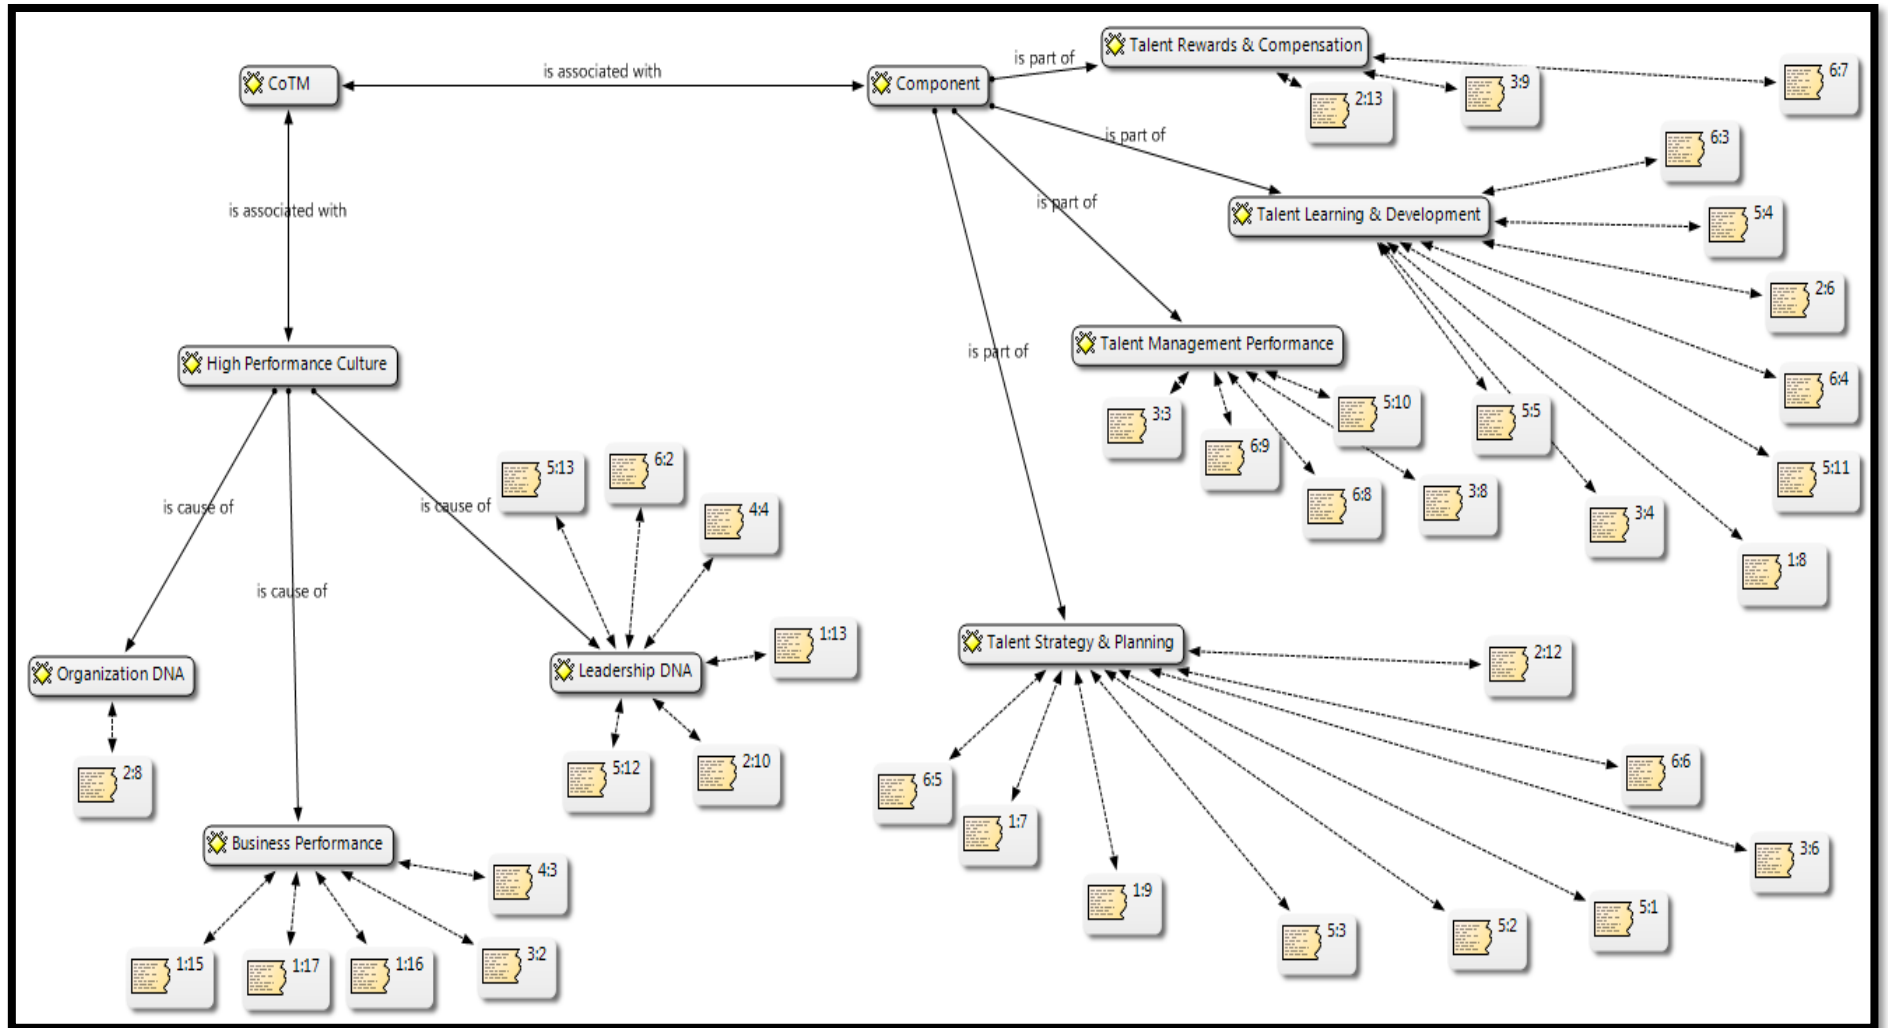 Talent Rewards & Compensation
is part of
6:7
CoTM
is associated with
Component
2:13
3:9
is part of
6:3
is part of
Talent Learning & Development
5:4
is associated with
2:6
High Performance Culture
is part of
Talent Management Performance
6:4
3:3
5:10
5:5
6:9
5:11
5:13
6:2
6:8
3:8
is cause of
is cause of
4:4
3:4
1:8
is cause of
1:13
Talent Strategy & Planning
2:12
Organization DNA
Leadership DNA
2:8
5:12
2:10
6:5
6:6
1:7
Business Performance
3:6
4:3
1:9
5:1
5:3
5:2
1:15
1:17
1:16
3:2